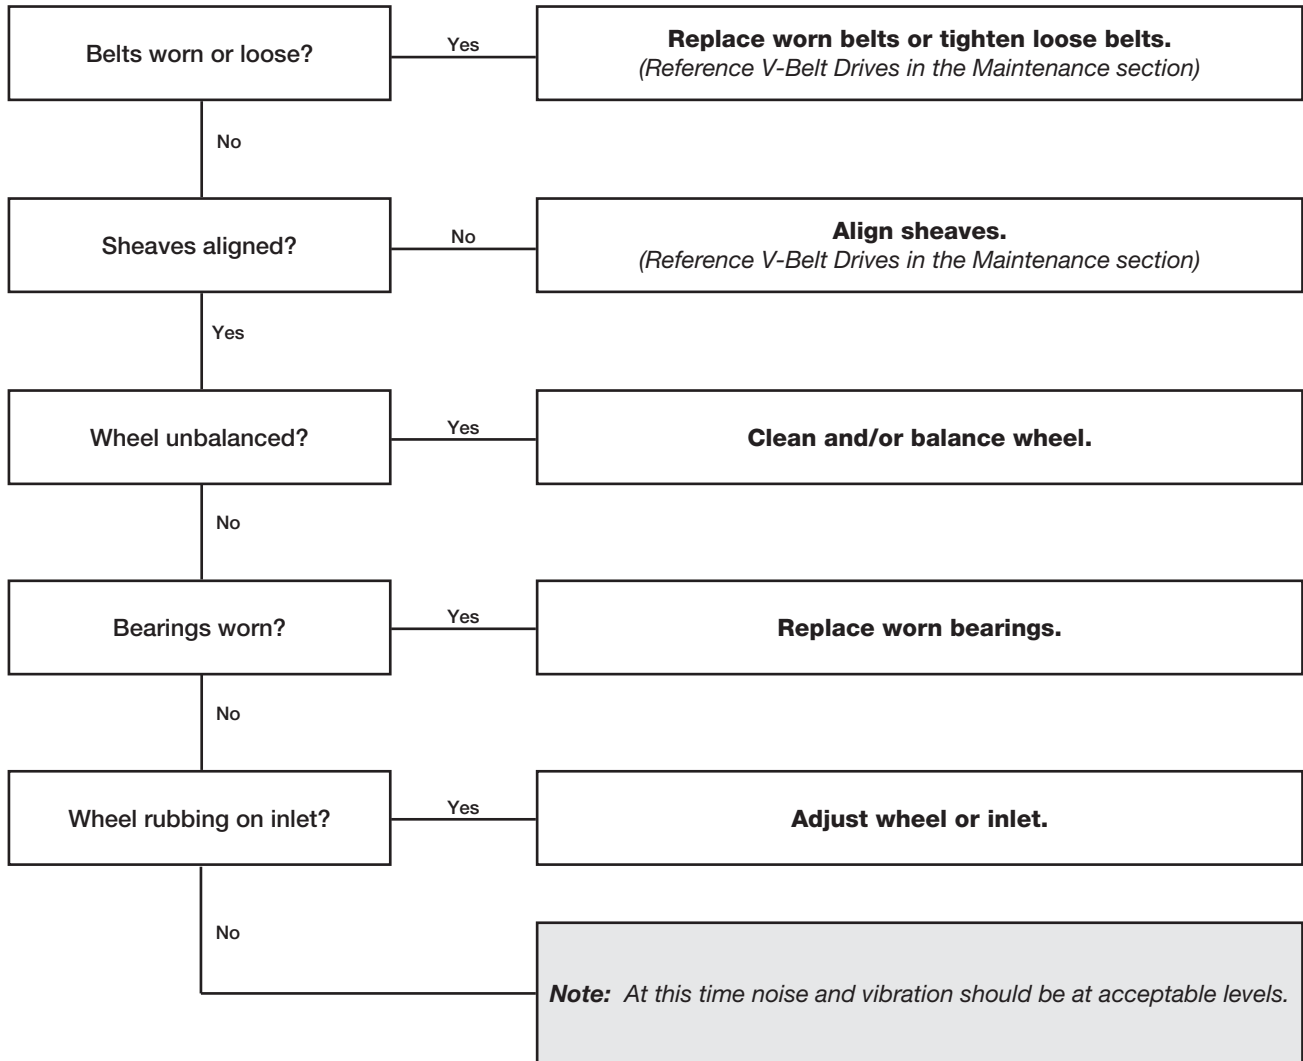 Belts worn or loose?
Yes
Replace worn belts or tighten loose belts.
(Reference V-Belt Drives in the Maintenance section)
No
Sheaves aligned?
No
Align sheaves.
(Reference V-Belt Drives in the Maintenance section)
Yes
Wheel unbalanced?
Yes
Clean and/or balance wheel.
No
Bearings worn?
Yes
Replace worn bearings.
No
Wheel rubbing on inlet?
Yes
Adjust wheel or inlet.
No
Note: At this time noise and vibration should be at acceptable levels.